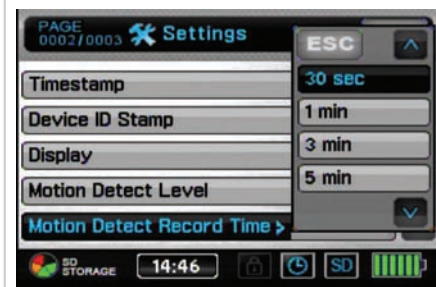 PAGE
0002/0003 Settings
ESC
Timestamp
30 sec
Device ID Stamp
1 min
Display
3 min
Motion Detect Level
5 min
Motion Detect Record Time >
SD
STORAGE
14:46
SD